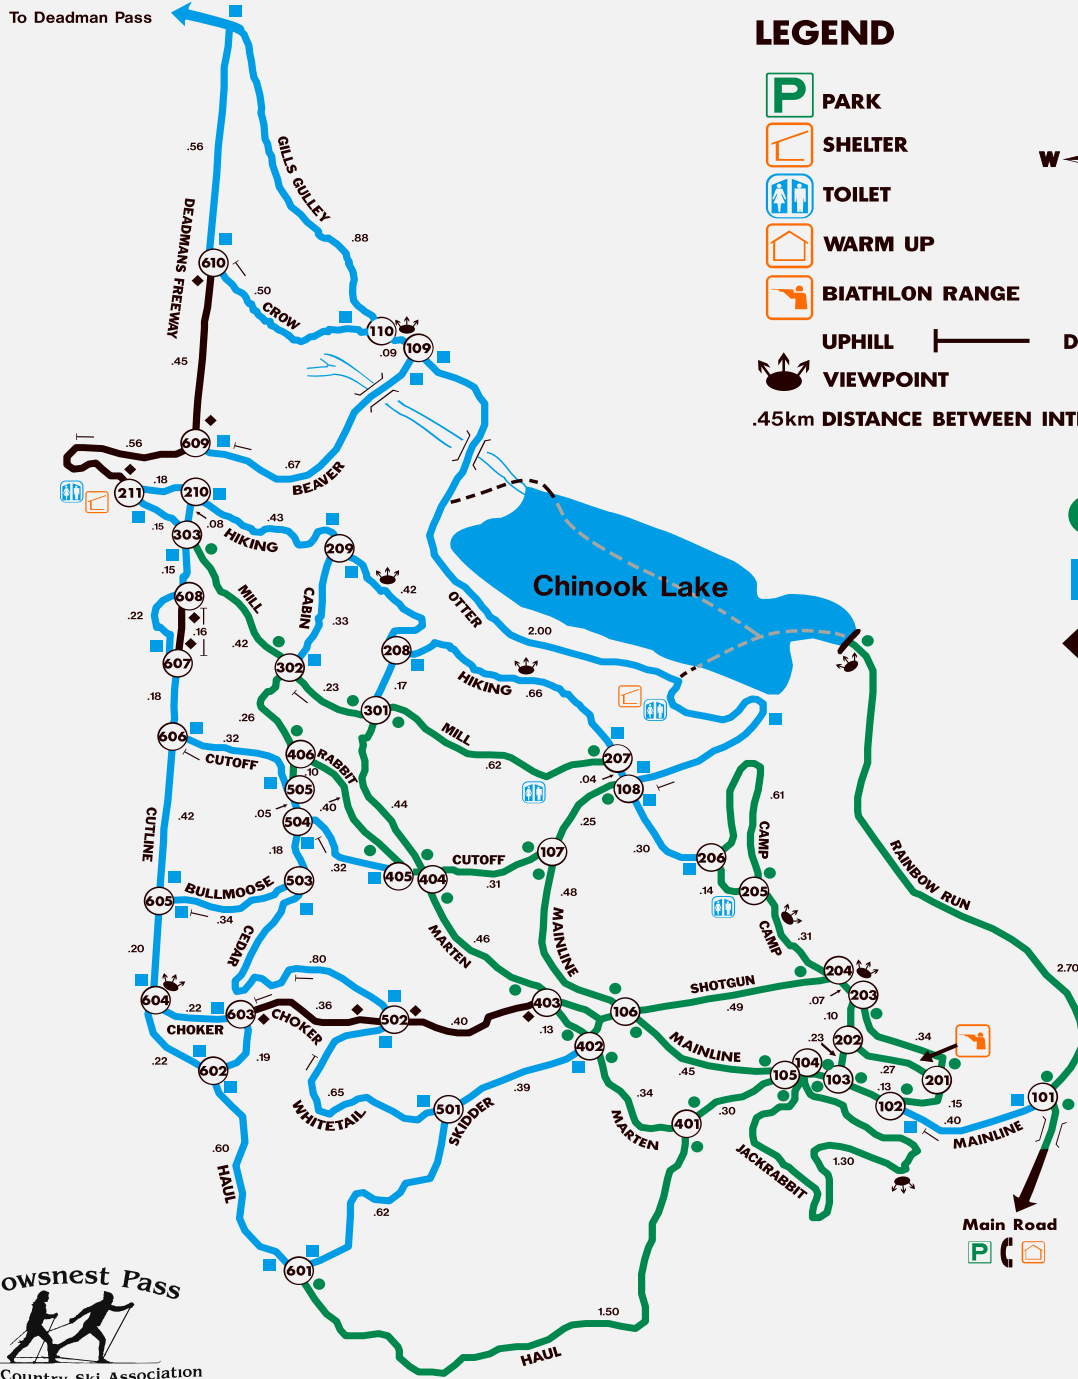 To Deadman Pass
LEGEND
P PARK
SHELTER
W
TOILET
WARM UP
BIATHLON RANGE
UPHILL
D
VIEWPOINT
.45km DISTANCE BETWEEN INT
.56
GILLS GULLEY
.88
DEADMANS FREEWAY
610
.50
CROW
110
.09
109
.45
609
.56
.67
BEAVER
.18
211
210
.15
.08
.43
HIKING
303
209
.15
.42
608
.22
.16
MILL
CABIN
.33
.42
OTTER
2.00
Chinook Lake
607
302
208
.18
.17
HIKING
.66
.23
.26
301
MILL
.62
606
.32
CUTOFF
406
RABBIT
.10
505
.05
.40
.44
207
.04
108
.61
CAMP
.42
CUTLINE
504
.25
.18
.32
CUTOFF
.31
107
.30
206
.14
205
RAINBOW RUN
405
404
BULLMOOSE
503
605
.34
.48
MAINLINE
CAMP
.31
.46
MARTEN
CEDAR
.20
.80
204
SHOTGUN
.49
.07
203
2.70
604
.22
CHOKER
603
.36
CHOKER
502
.40
403
.13
106
.10
.34
402
202
.23
MAINLINE
.45
.22
.19
602
104
105
103
.27
201
.13
102
.15
101
.40
MAINLINE
.65
WHITETAIL
501
.39
SKIDDER
.34
MARTEN
401
.30
JACKRABBIT
1.30
.60
HAUL
.62
Main Road
P
601
1.50
HAUL
owsnest Pass
Country Ski Association